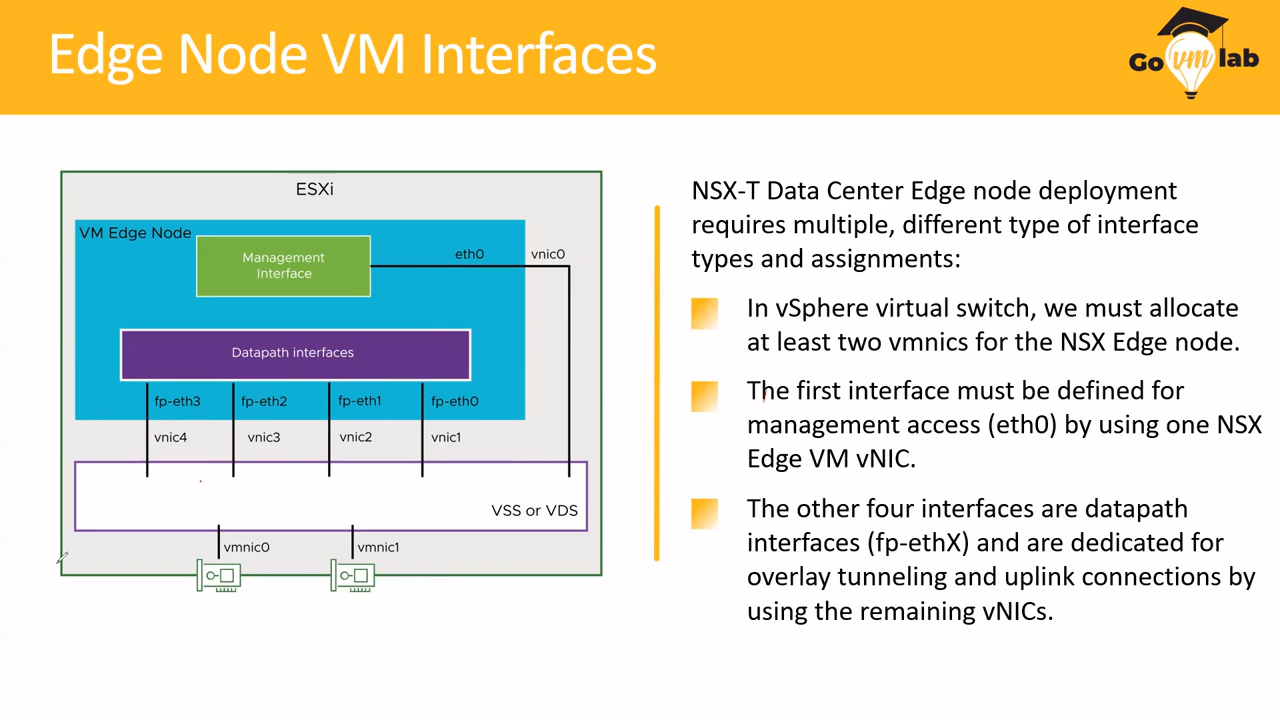 Edge Node VM Interfaces
Go vm lab
ESXi
VM Edge Node
Management
Interface
eth0
vnic0
Datapath interfaces
fp-eth3
fp-eth2
fp-eth1
fp-eth0
vnic4
vnic3
vnic2
vnic1
VSS or VDS
vmnic0
vmnic1
NSX-T Data Center Edge node deployment
requires multiple, different type of interface
types and assignments:
In vSphere virtual switch, we must allocate
at least two vmnics for the NSX Edge node.
The first interface must be defined for
management access (eth0) by using one NSX
Edge VM vNIC.
The other four interfaces are datapath
interfaces (fp-ethX) and are dedicated for
overlay tunneling and uplink connections by
using the remaining vNICs.